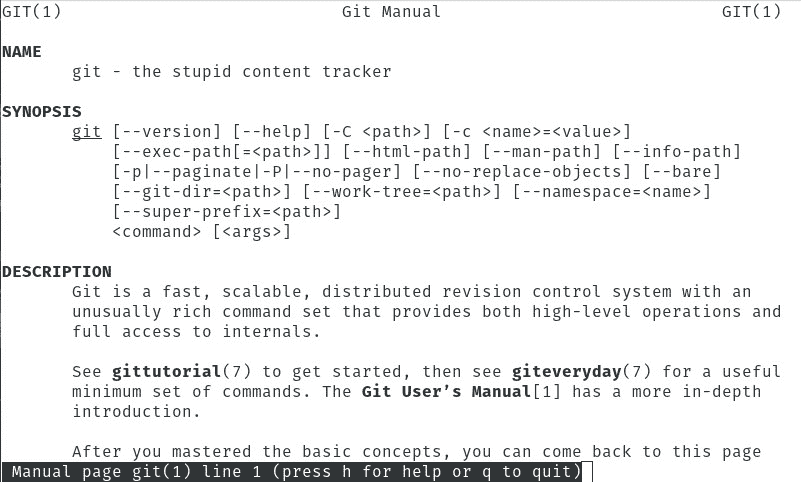 GIT(1) Git Manual GIT(1)
NAME
git - the stupid content tracker
SYNOPSIS
git [--version] [--help] [-C <path>] [-c <name>=<value>]
[--exec-path[=<path>]] [--html-path] [--man-path] [--info-path]
[-p|--paginate|-P|--no-pager] [--no-replace-objects] [--bare]
[--git-dir=<path>] [--work-tree=<path>] [--namespace=<name>]
[--super-prefix=<path>]
<command> [<args>]
DESCRIPTION
Git is a fast, scalable, distributed revision control system with an
unusually rich command set that provides both high-level operations and
full access to internals.
See gittutorial(7) to get started, then see giteveryday(7) for a useful
minimum set of commands. The Git User’s Manual[1] has a more in-depth
introduction.
After you mastered the basic concepts, you can come back to this page
Manual page git(1) line 1 (press h for help or q to quit)